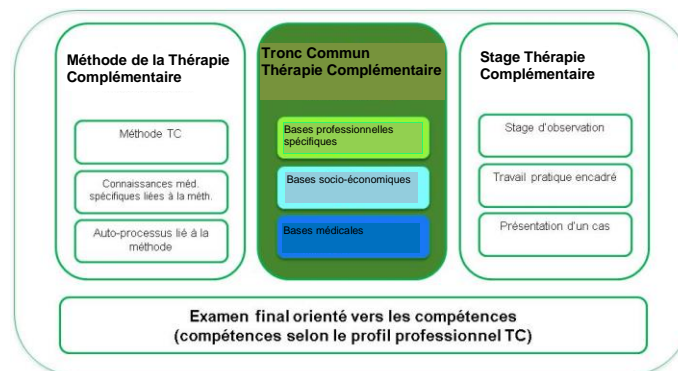 Méthode de la Thérapie
Complémentaire
Méthode TC
Connaissances méd.
spécifiques liées à la méth.
Auto-processus lié à la
méthode
Tronc Commun
Thérapie Complémentaire
Bases professionnelles
spécifiques
Bases socio-économiques
Bases médicales
Stage Thérapie
Complémentaire
Stage d'observation
Travail pratique encadré
Présentation d'un cas
Examen final orienté vers les compétences
(compétences selon le profil professionnel TC)